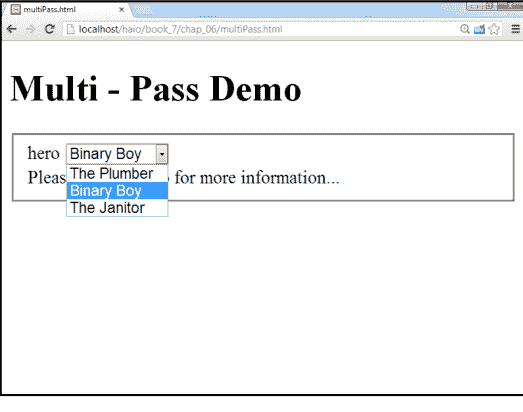 multiPass.html
localhost/haio/book_7/chap_06/multiPass.html
Multi - Pass Demo
hero Binary Boy
The Plumber
Pleas for more information...
Binary Boy
The Janitor